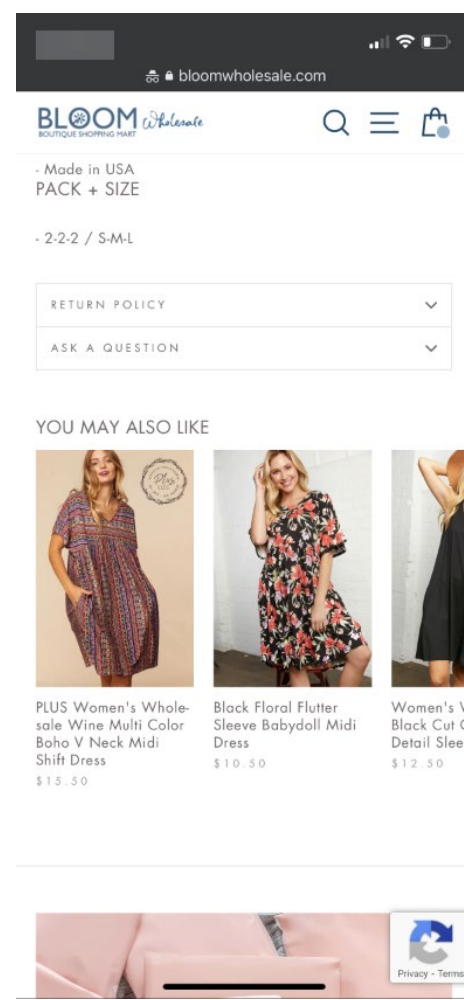 bloomwholesale.com
BLOOM Wholesale
BOUTIQUE SHOPPING MART
- Made in USA
PACK + SIZE
- 2-2-2 / S-M-L
RETURN POLICY
ASK A QUESTION
YOU MAY ALSO LIKE
Plus
PLUS Women's Whole-
sale Wine Multi Color
Boho V Neck Midi
Shift Dress
$15.50
Black Floral Flutter
Sleeve Babydoll Midi
Dress
$10.50
Women's
Black Cut
Detail Slee
$12.50
Privacy - Terms